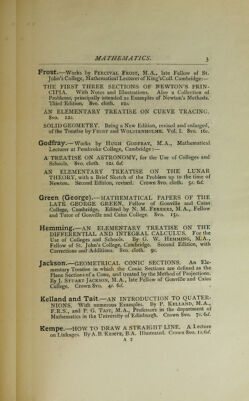 MATHEMATICS. 3
Frost.—Works by PERCIVAL FROST, M.A., late Fellow of St.
John's College, Mathematical Lecturer of King's Coll. Cambridge:—
THE FIRST THREE SECTIONS OF NEWTON'S PRIN-
CIPIA. With Notes and Illustrations. Also a Collection of
Problems, principally intended as Examples of Newton's Methods.
Third Edition. 8vo. cloth. 12s.
AN ELEMENTARY TREATISE ON CURVE TRACING.
8vo. 12s.
SOLID GEOMETRY. Being a New Edition, revised and enlarged,
of the Treatise by FROST and WOLSTENHOLME. Vol. I. 8vo. 16s.
Godfray.—Works by HUGH GODFRAY, M.A., Mathematical
Lecturer at Pembroke College, Cambridge:—
A TREATISE ON ASTRONOMY, for the Use of Colleges and
Schools. 8vo. cloth. 12s. 6d.
AN ELEMENTARY TREATISE ON THE LUNAR
THEORY, with a Brief Sketch of the Problem up to the time of
Newton. Second Edition, revised. Crown 8vo. cloth. 5s. 6d.
Green (George).—MATHEMATICAL PAPERS OF THE
LATE GEORGE GREEN, Fellow of Gonville and Caius
College, Cambridge. Edited by N. M. FERRERS, M.A., Fellow
and Tutor of Gonville and Caius College. 8vo. 15s.
Hemming.—AN ELEMENTARY TREATISE ON THE
DIFFERENTIAL AND INTEGRAL CALCULUS. For the
Use of Colleges and Schools. By G. W. HEMMING, M.A.,
Fellow of St. John's College, Cambridge. Second Edition, with
Corrections and Additions. 8vo. cloth. 9s.
Jackson.—GEOMETRICAL CONIC SECTIONS. An Ele-
mentary Treatise in which the Conic Sections are defined as the
Plane Sections of a Cone, and treated by the Method of Projections.
By J. STUART JACKSON, M.A., late Fellow of Gonville and Caius
College. Crown 8vo. 4s. 6d.
Kelland and Tait.—AN INTRODUCTION TO QUATER-
NIONS. With numerous Examples. By P. KELLAND, M.A.,
F.R.S., and P. G. TAIT, M.A., Professors in the department of
Mathematics in the University of Edinburgh. Crown 8vo. 7s. 6d.
Kempe.—HOW TO DRAW A STRAIGHT LINE. A Lecture
on Linkages. By A. B. KEMPE, B.A. Illustrated. Crown 8vo. 1s. 6d.
A 2